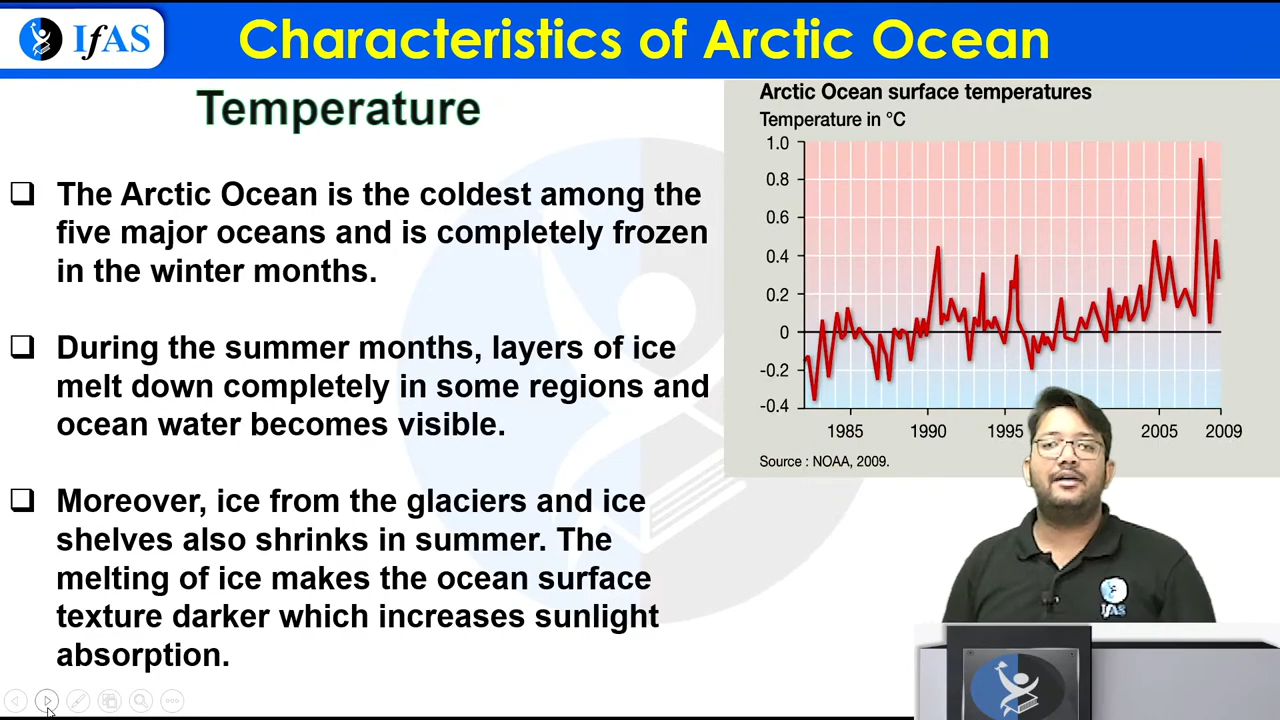 IfAS
Characteristics of Arctic Ocean
Temperature
❑ The Arctic Ocean is the coldest among the
five major oceans and is completely frozen
in the winter months.
❑ During the summer months, layers of ice
melt down completely in some regions and
ocean water becomes visible.
❑ Moreover, ice from the glaciers and ice
shelves also shrinks in summer. The
melting of ice makes the ocean surface
texture darker which increases sunlight
absorption.
Arctic Ocean surface temperatures
Temperature in °C
1.0
0.8
0.6
0.4
0.2
0
-0.2
-0.4
1985 1990 1995 2005 2009
Source : NOAA, 2009.
IfAS